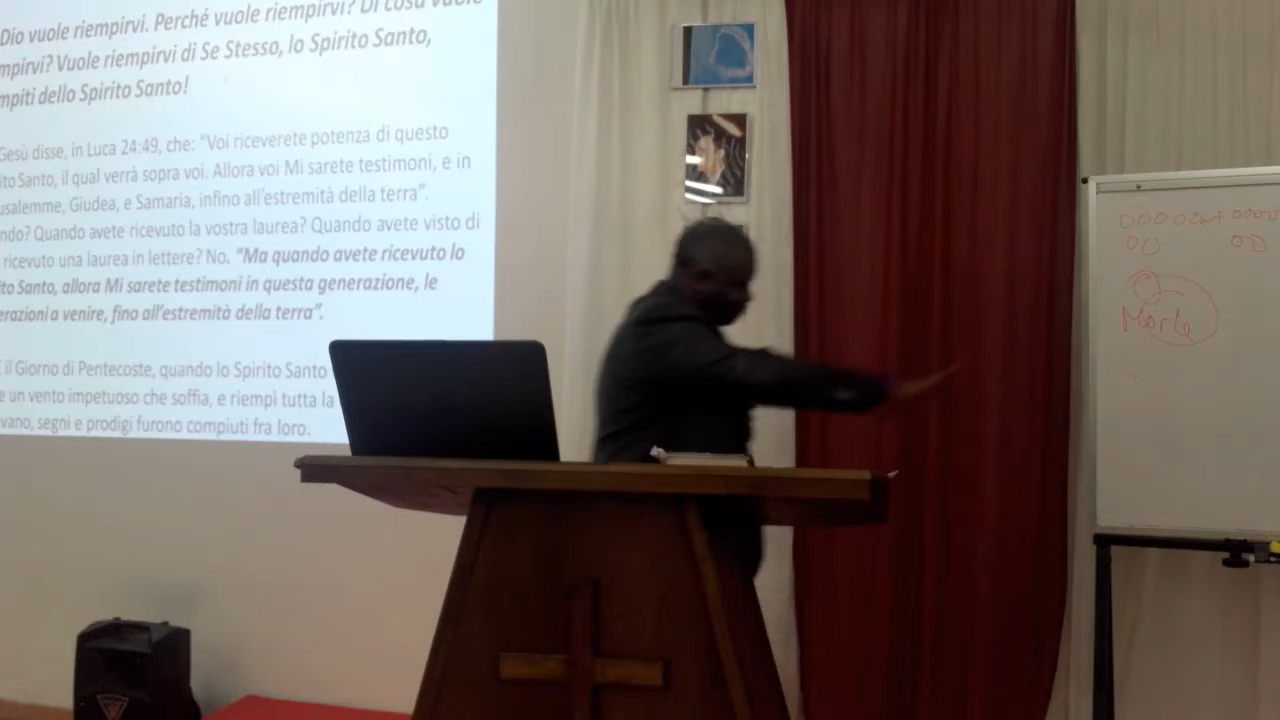 Dio vuole riempirvi. Perché vuole riempirvi? Di cosa vuole
mpirvi? Vuole riempirvi di Se Stesso, lo Spirito Santo,
mpiti dello Spirito Santo!
Gesù disse, in Luca 24:49, che: “Voi riceverete potenza di questo
ito Santo, il qual verrà sopra voi. Allora voi Mi sarete testimoni, e in
usalemme, Giudea, e Samaria, infino all’estremità della terra”.
ndo? Quando avete ricevuto la vostra laurea? Quando avete visto di
ricevuto una laurea in lettere? No. “Ma quando avete ricevuto lo
ito Santo, allora Mi sarete testimoni in questa generazione, le
erazioni a venire, fino all’estremità della terra”.
il Giorno di Pentecoste, quando lo Spirito Santo
e un vento impetuoso che soffia, e riempì tutta la
vano, segni e prodigi furono compiuti fra loro.
Morte